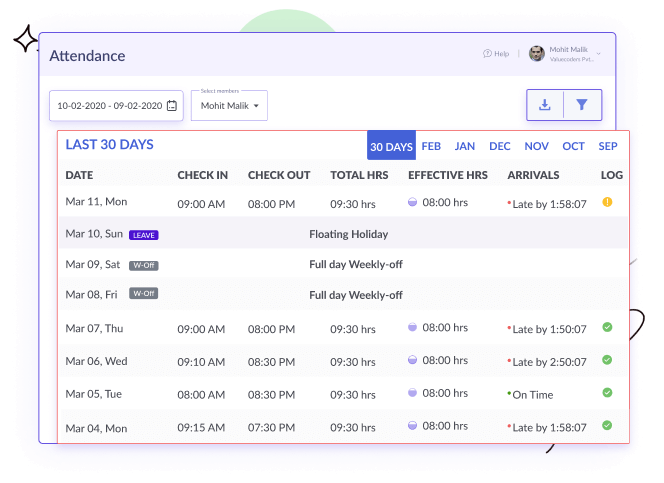 Attendance
Help
Mohit Malik
Valuecodem Pvt...
10-02-2020 - 09-02-2020
Select members
Mohit Malik
LAST 30 DAYS 30 DAYS FEB JAN DEC NOV OCT SEP
DATE CHECK IN CHECK OUT TOTAL HRS EFFECTIVE HRS ARRIVALS LOG
Mar 11, Mon 09:00 AM 08:00 PM 09:30 hrs 08:00 hrs Late by 1:58:07
Mar 10, Sun LEAVE Floating Holiday
Mar 09, Sat W-Off Full day Weekly-off
Mar 08, Fri W-Off Full day Weekly-off
Mar 07, Thu 09:00 AM 08:00 PM 09:30 hrs 08:00 hrs Late by 1:50:07
Mar 06, Wed 09:10 AM 08:30 PM 09:30 hrs 08:00 hrs Late by 2:50:07
Mar 05, Tue 08:00 AM 08:30 PM 09:30 hrs 08:00 hrs On Time
Mar 04, Mon 09:15 AM 07:30 PM 09:30 hrs 08:00 hrs Late by 1:58:07